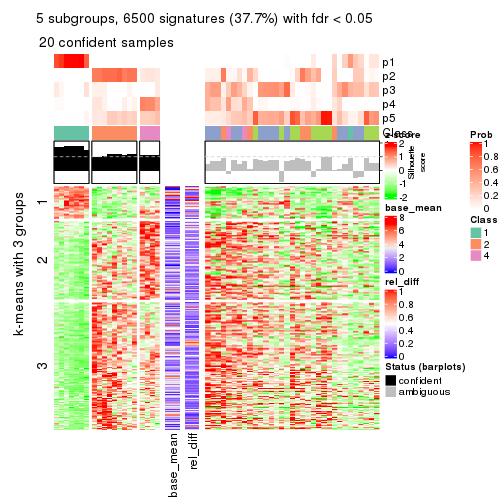 5 subgroups, 6500 signatures (37.7%) with fdr < 0.05
20 confident samples
p1
p2
p3
p4
p5
Class
k-means with 3 groups
1
2
3
Silhouette
score
z-score
2
1
0
-1
-2
base_mean
8
6
4
2
0
rel_diff
1
0.8
0.6
0.4
0.2
0
Status (barplots)
confident
ambiguous
Prob
1
0.8
0.6
0.4
0.2
0
Class
1
2
4
base_mean
rel_diff